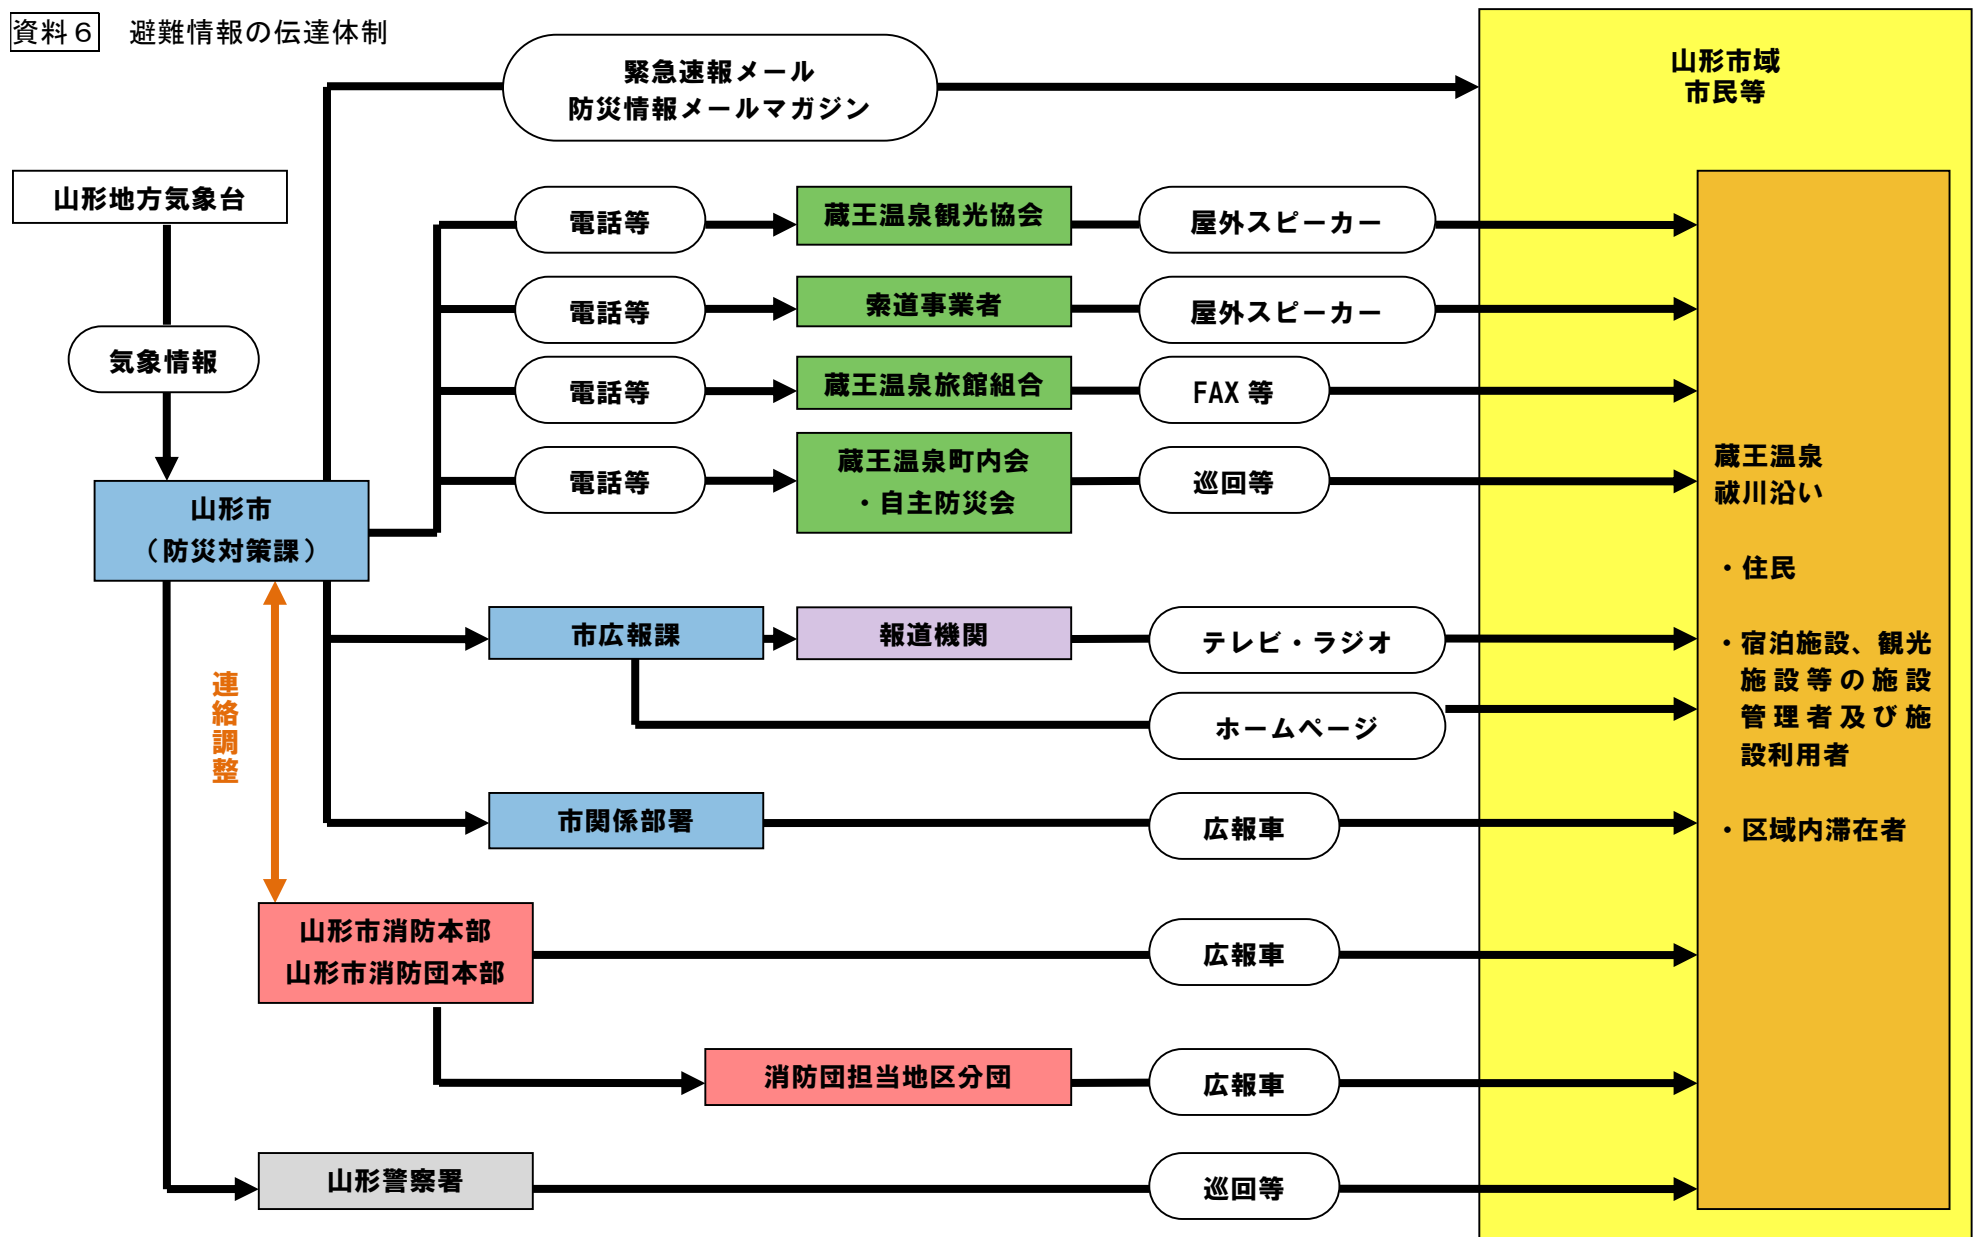 資料６　避難情報の伝達体制
緊急速報メール
防災情報メールマガジン
山形市域
市民等
山形地方気象台
気象情報
山形市
（防災対策課）
電話等
蔵王温泉観光協会
屋外スピーカー
電話等
索道事業者
屋外スピーカー
電話等
蔵王温泉旅館組合
FAX 等
電話等
蔵王温泉町内会
・自主防災会
巡回等
市広報課
報道機関
テレビ・ラジオ
ホームページ
連絡調整
市関係部署
広報車
山形市消防本部
山形市消防団本部
広報車
消防団担当地区分団
広報車
山形警察署
巡回等
蔵王温泉
祓川沿い
・住民
・宿泊施設、観光
施設等の施設
管理者及び施
設利用者
・区域内滞在者